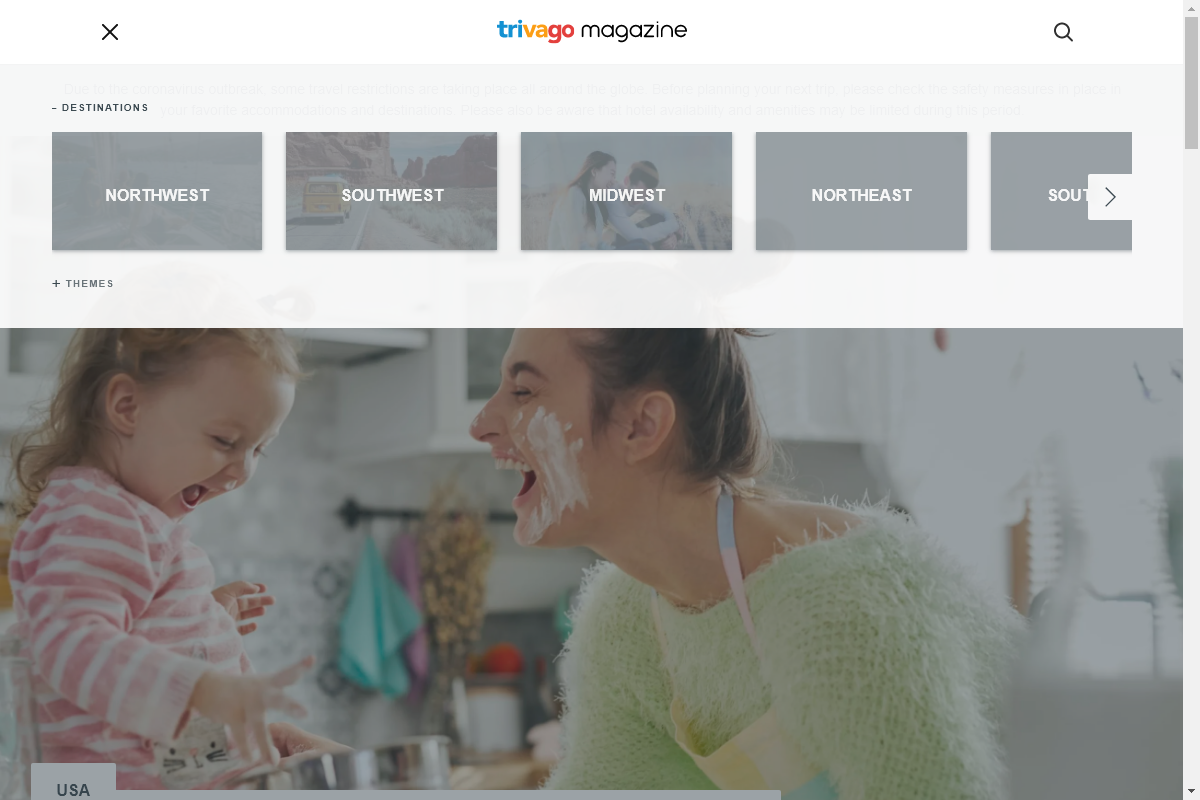 trivago magazine
Due to the coronavirus outbreak, some travel restrictions are taking place all around the globe. Before planning your next trip, please check the safety measures in place in
– DESTINATIONS
your favorite accommodations and destinations. Please also be aware that hotel availability and amenities may be limited during this period.
NORTHWEST
SOUTHWEST
MIDWEST
NORTHEAST
SOUT
+ THEMES
USA